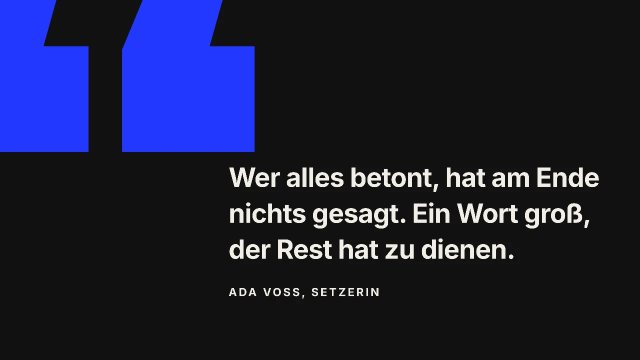 “
Wer alles betont, hat am Ende
nichts gesagt. Ein Wort groß,
der Rest hat zu dienen.
ADA VOSS, SETZERIN